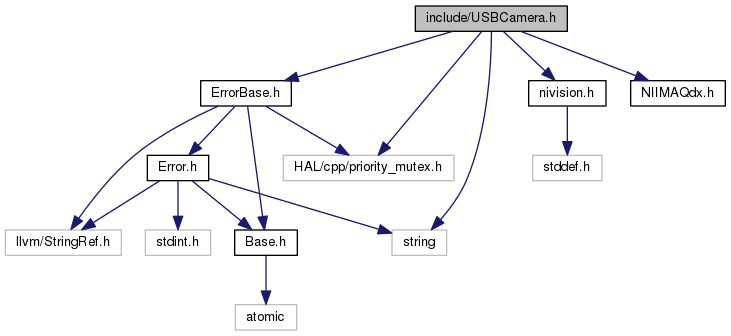 include/USBCamera.h
ErrorBase.h
nivision.h
NIIMAQdx.h
Error.h
HAL/cpp/priority_mutex.h
stddef.h
llvm/StringRef.h
stdint.h
Base.h
string
atomic